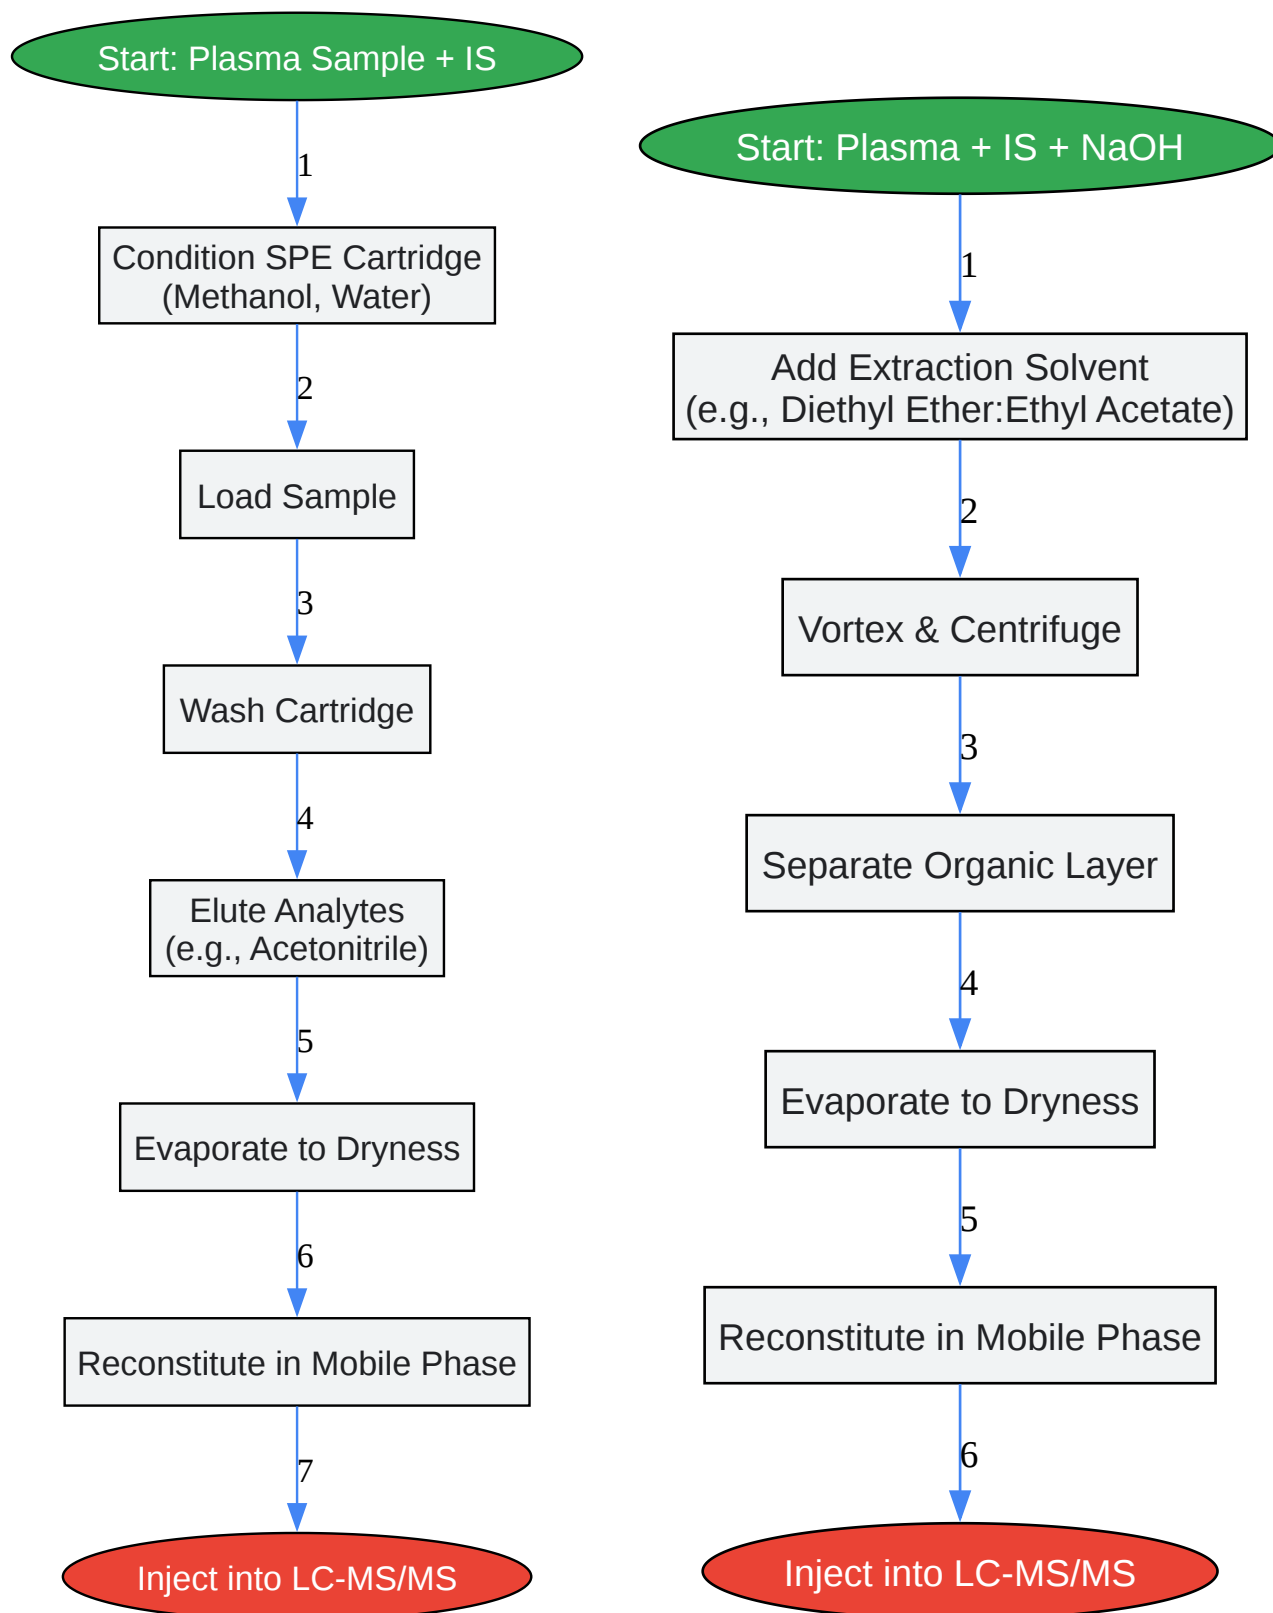 Start: Plasma Sample + IS
1
Condition SPE Cartridge
(Methanol, Water)
2
Load Sample
3
Wash Cartridge
4
Elute Analytes
(e.g., Acetonitrile)
5
Evaporate to Dryness
6
Reconstitute in Mobile Phase
7
Inject into LC-MS/MS
Start: Plasma + IS + NaOH
1
Add Extraction Solvent
(e.g., Diethyl Ether:Ethyl Acetate)
2
Vortex & Centrifuge
3
Separate Organic Layer
4
Evaporate to Dryness
5
Reconstitute in Mobile Phase
6
Inject into LC-MS/MS